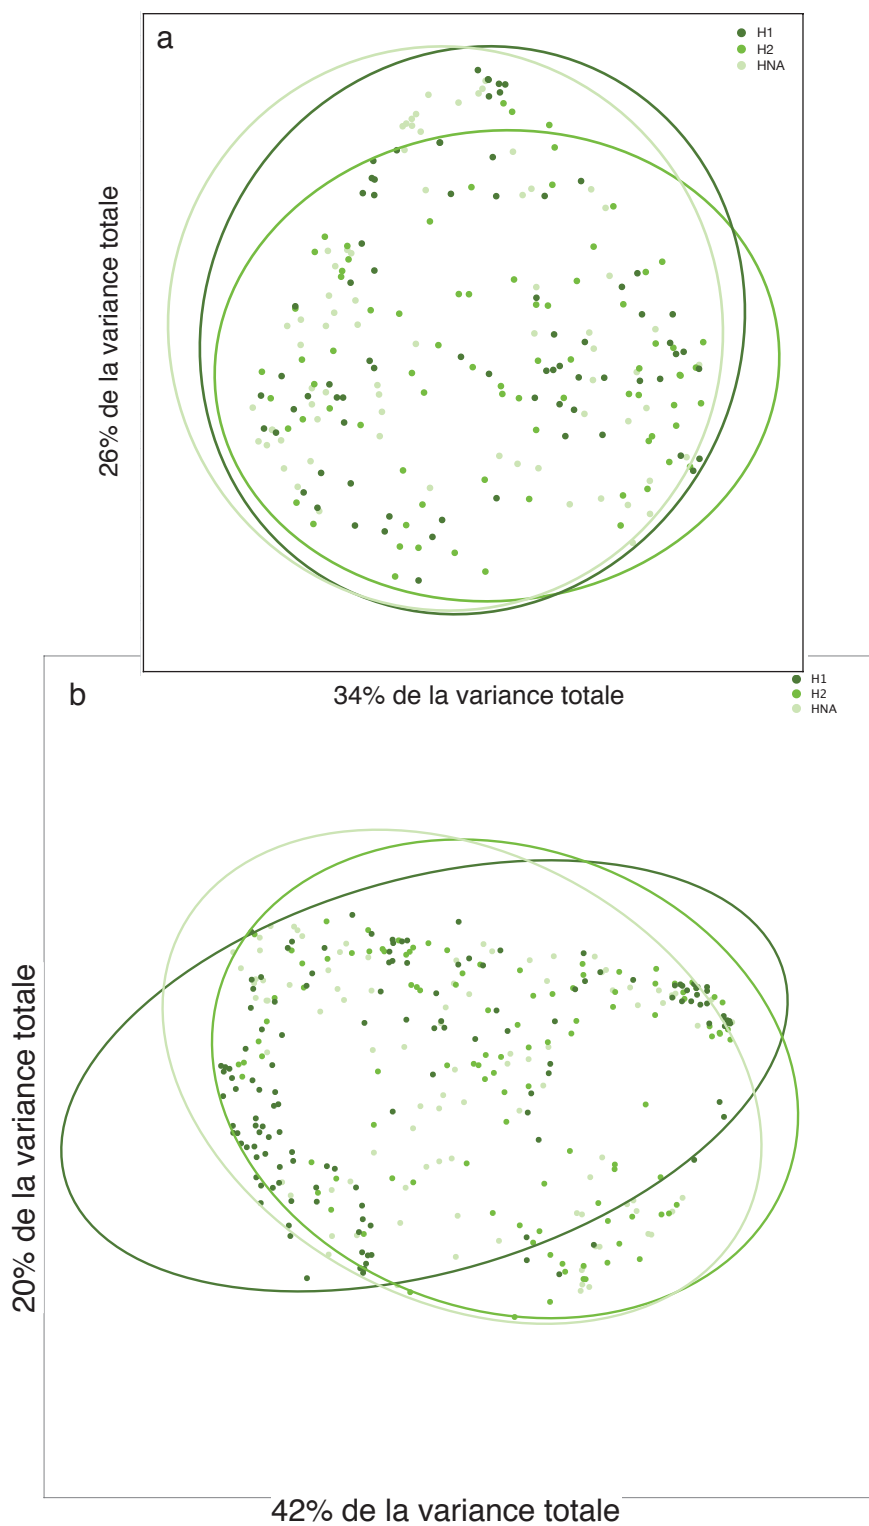 a
H1
H2
HNA
26% de la variance totale
34% de la variance totale
b
H1
H2
HNA
20% de la variance totale
42% de la variance totale